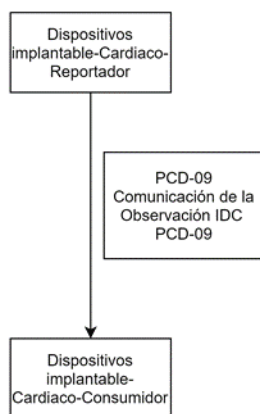 Dispositivos
implantable-Cardiaco-
Reportador
PCD-09
Comunicación de la
Observación IDC
PCD-09
Dispositivos
implantable-
Cardiaco-Consumidor